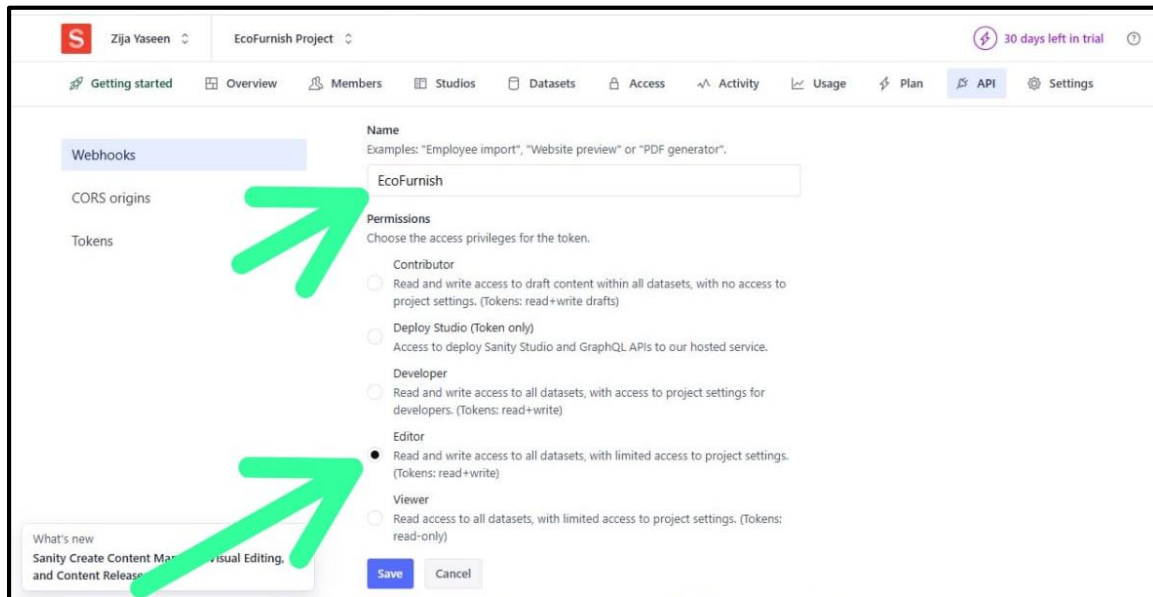 S Zija Yaseen EcoFurnish Project 30 days left in trial
Getting started Overview Members Studios Datasets Access Activity Usage Plan API Settings
Webhooks
CORS origins
Tokens
Name
Examples: "Employee import", "Website preview" or "PDF generator".
EcoFurnish
Permissions
Choose the access privileges for the token.
Contributor
Read and write access to draft content within all datasets, with no access to
project settings. (Tokens: read+write drafts)
Deploy Studio (Token only)
Access to deploy Sanity Studio and GraphQL APIs to our hosted service.
Developer
Read and write access to all datasets, with access to project settings for
developers. (Tokens: read+write)
Editor
Read and write access to all datasets, with limited access to project settings.
(Tokens: read+write)
Viewer
Read access to all datasets, with limited access to project settings. (Tokens:
read-only)
Save Cancel
What's new
Sanity Create Content Visual Editing,
and Content